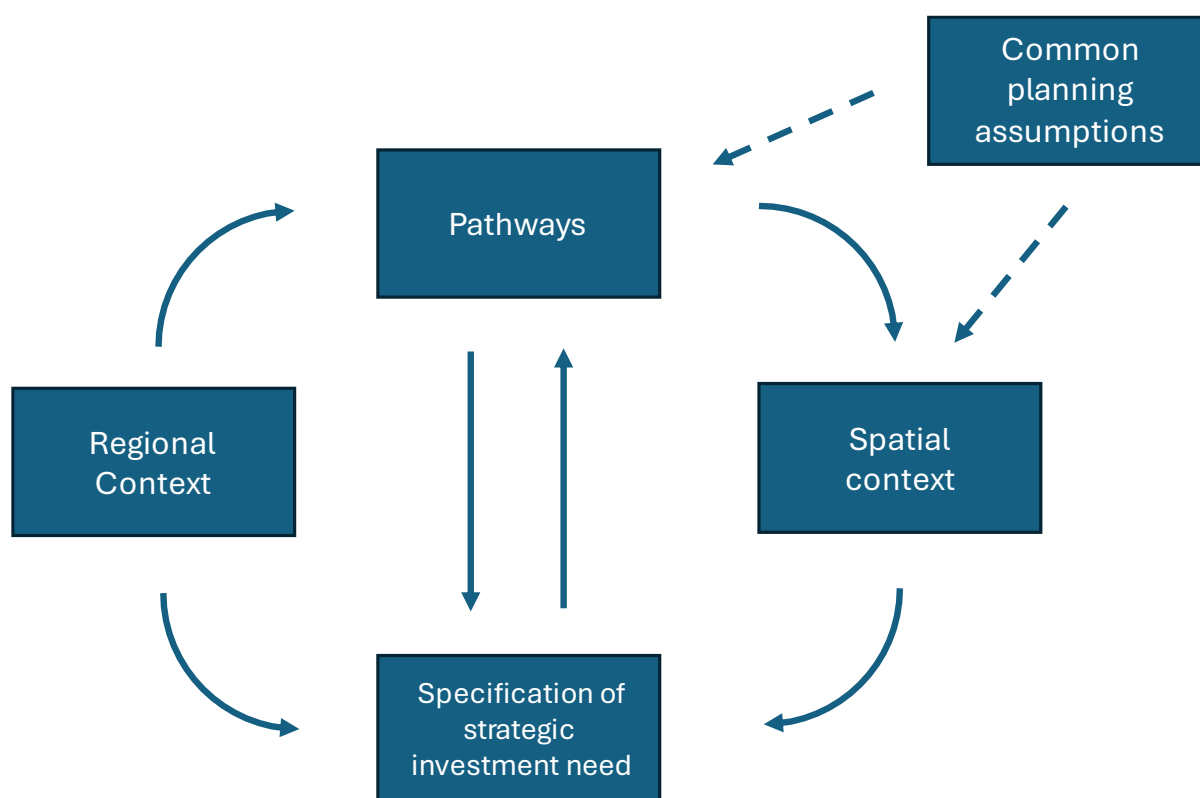 Common
planning
assumptions
Pathways
Regional
Context
Spatial
context
Specification of
strategic
investment need